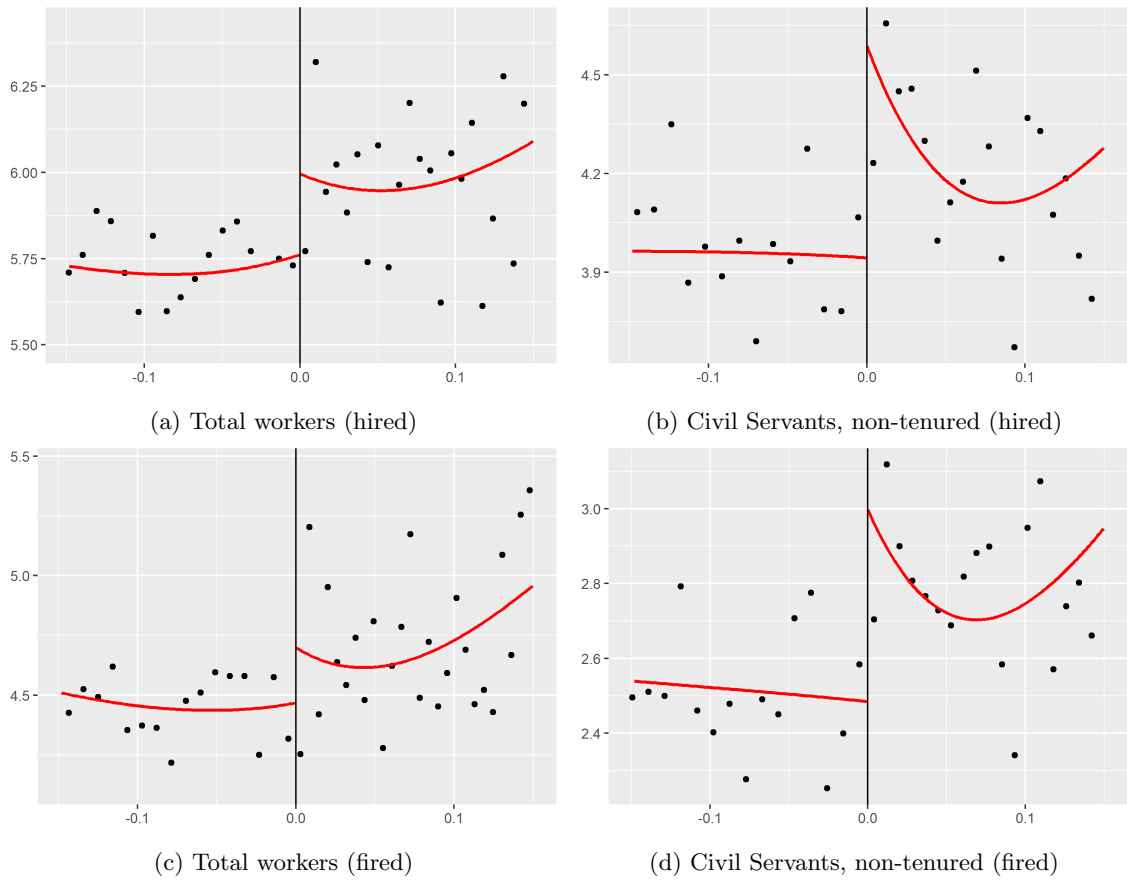 6.25
6.00
5.75
5.50
-0.1 0.0 0.1
(a) Total workers (hired)
4.5
4.2
3.9
-0.1 0.0 0.1
(b) Civil Servants, non-tenured (hired)
5.5
5.0
4.5
-0.1 0.0 0.1
(c) Total workers (fired)
3.0
2.8
2.6
2.4
-0.1 0.0 0.1
(d) Civil Servants, non-tenured (fired)